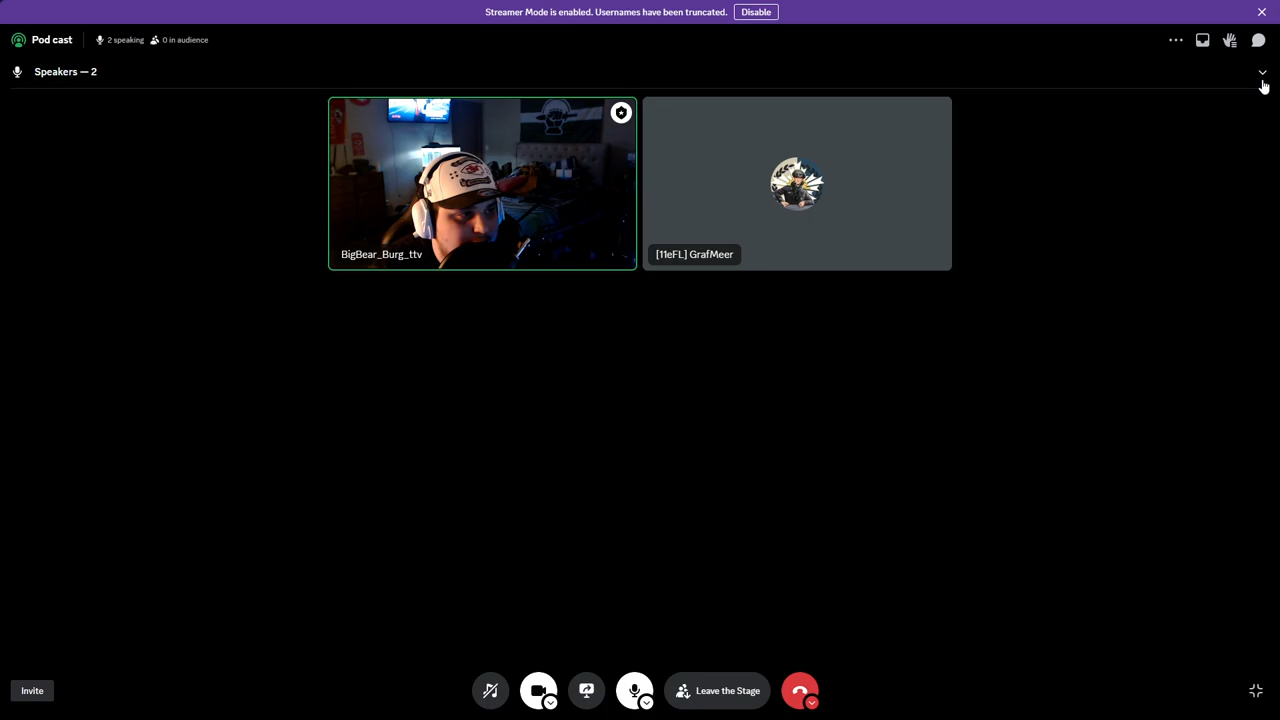 Streamer Mode is enabled. Usernames have been truncated. Disable
Pod cast 2 speaking 0 in audience
Speakers — 2
BigBear_Burg_ttv
[11eFL] GrafMeer
Invite
Leave the Stage